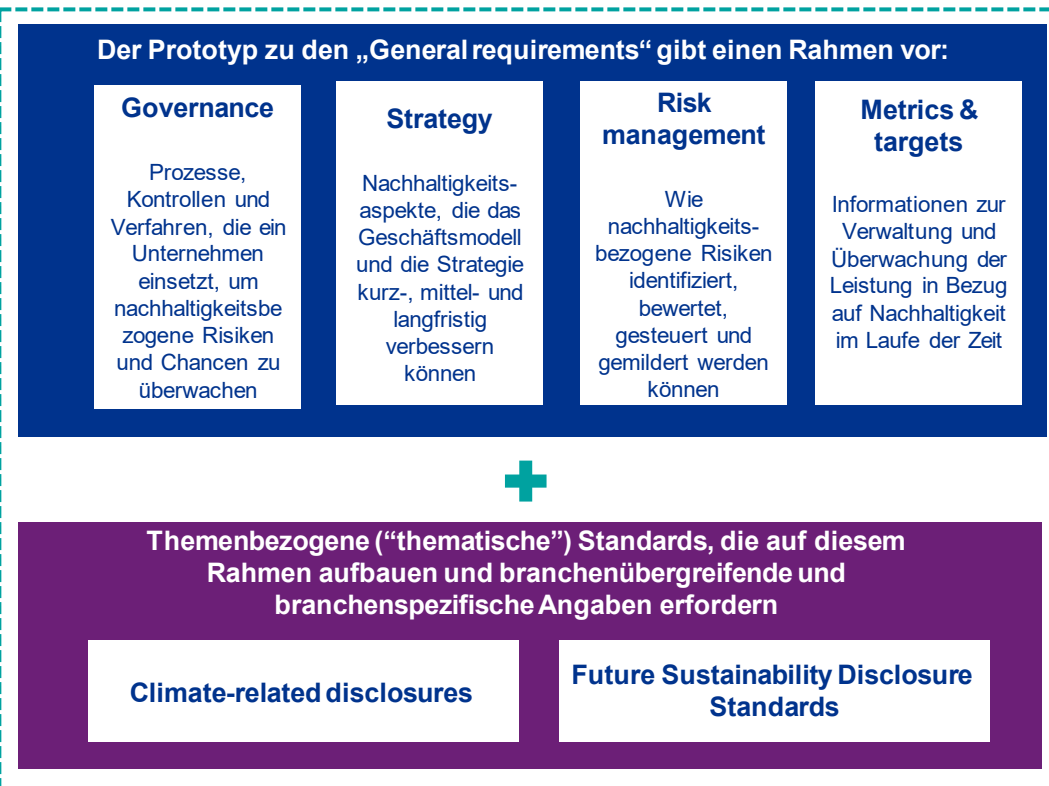 Der Prototyp zu den „General requirements“ gibt einen Rahmen vor:
Governance
Prozesse,
Kontrollen und
Verfahren, die ein
Unternehmen
einsetzt, um
nachhaltigkeitsbe
zogene Risiken
und Chancen zu
überwachen
Strategy
Nachhaltigkeits-
aspekte, die das
Geschäftsmodell
und die Strategie
kurz-, mittel- und
langfristig
verbessern
können
Risk
management
Wie
nachhaltigkeits-
bezogene Risiken
identifiziert,
bewertet,
gesteuert und
gemildert werden
können
Metrics &
targets
Informationen zur
Verwaltung und
Überwachung der
Leistung in Bezug
auf Nachhaltigkeit
im Laufe der Zeit
Themenbezogene (“thematische”) Standards, die auf diesem
Rahmen aufbauen und branchenübergreifende und
branchenspezifische Angaben erfordern
Climate-related disclosures
Future Sustainability Disclosure
Standards